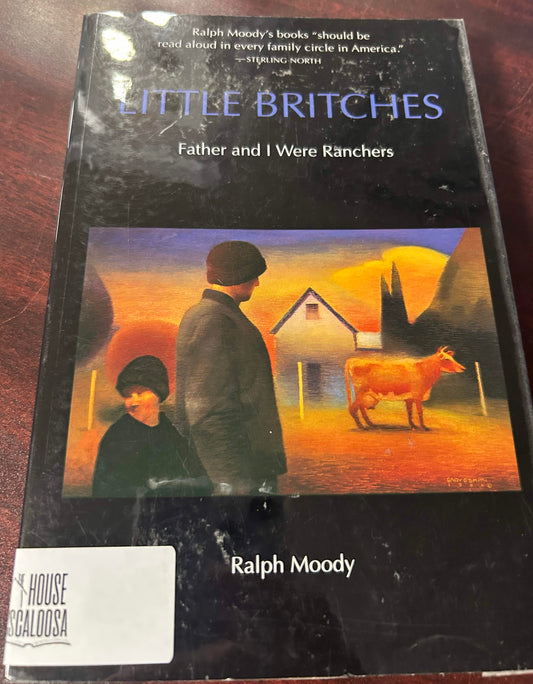 Ralph Moody's books "should be
read aloud in every family circle in America."
—STERLING NORTH
LITTLE BRITCHES
Father and I Were Ranchers
Ralph Moody
HOUSE
SCALOOSA